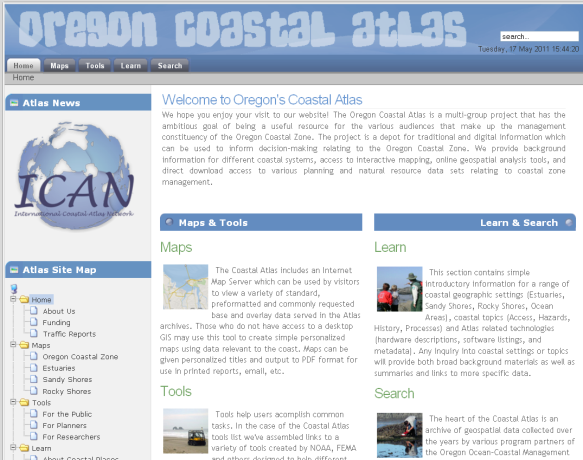 oregon coastal atlas
search...
Tuesday, 17 May 2011 15:44:20
Home Maps Tools Learn Search
Home
Atlas News
ICAN
International Coastal Atlas Network
Atlas Site Map
Home
About Us
Funding
Traffic Reports
Maps
Oregon Coastal Zone
Estuaries
Sandy Shores
Rocky Shores
Tools
For the Public
For Planners
For Researchers
Learn
About Coastal Places
Welcome to Oregon's Coastal Atlas
We hope you enjoy your visit to our website! The Oregon Coastal Atlas is a multi-group project that has the
ambitious goal of being a useful resource for the various audiences that make up the management
constituency of the Oregon Coastal Zone. The project is a depot for traditional and digital information which
can be used to inform decision-making relating to the Oregon Coastal Zone. We provide background
information for different coastal systems, access to interactive mapping, online geospatial analysis tools, and
direct download access to various planning and natural resource data sets relating to coastal zone
management.
Maps & Tools
Maps
The Coastal Atlas includes an Internet
Map Server which can be used by visitors
to view a variety of standard,
preformatted and commonly requested
base and overlay data served in the Atlas
archives. Those who do not have access to a desktop
GIS may use this tool to create simple personalized
maps using data relevant to the coast. Maps can be
given personalized titles and output to PDF format for
use in printed reports, email, etc.
Tools
Tools help users acomplish common
tasks. In the case of the Coastal Atlas
tools list we've assembled links to a
variety of tools created by NOAA, FEMA
and others designed to help different
Learn & Search
Learn
This section contains simple
introductory information for a range of
coastal geographic settings (Estuaries,
Sandy Shores, Rocky Shores, Ocean
Areas), coastal topics (Access, Hazards,
History, Processes) and Atlas related technologies
(hardware descriptions, software listings, and
metadata). Any inquiry into coastal settings or topics
will provide both broad background materials as well as
summaries and links to more specific data.
Search
The heart of the Coastal Atlas is an
archive of geospatial data collected over
the years by various program partners of
the Oregon Ocean-Coastal Management